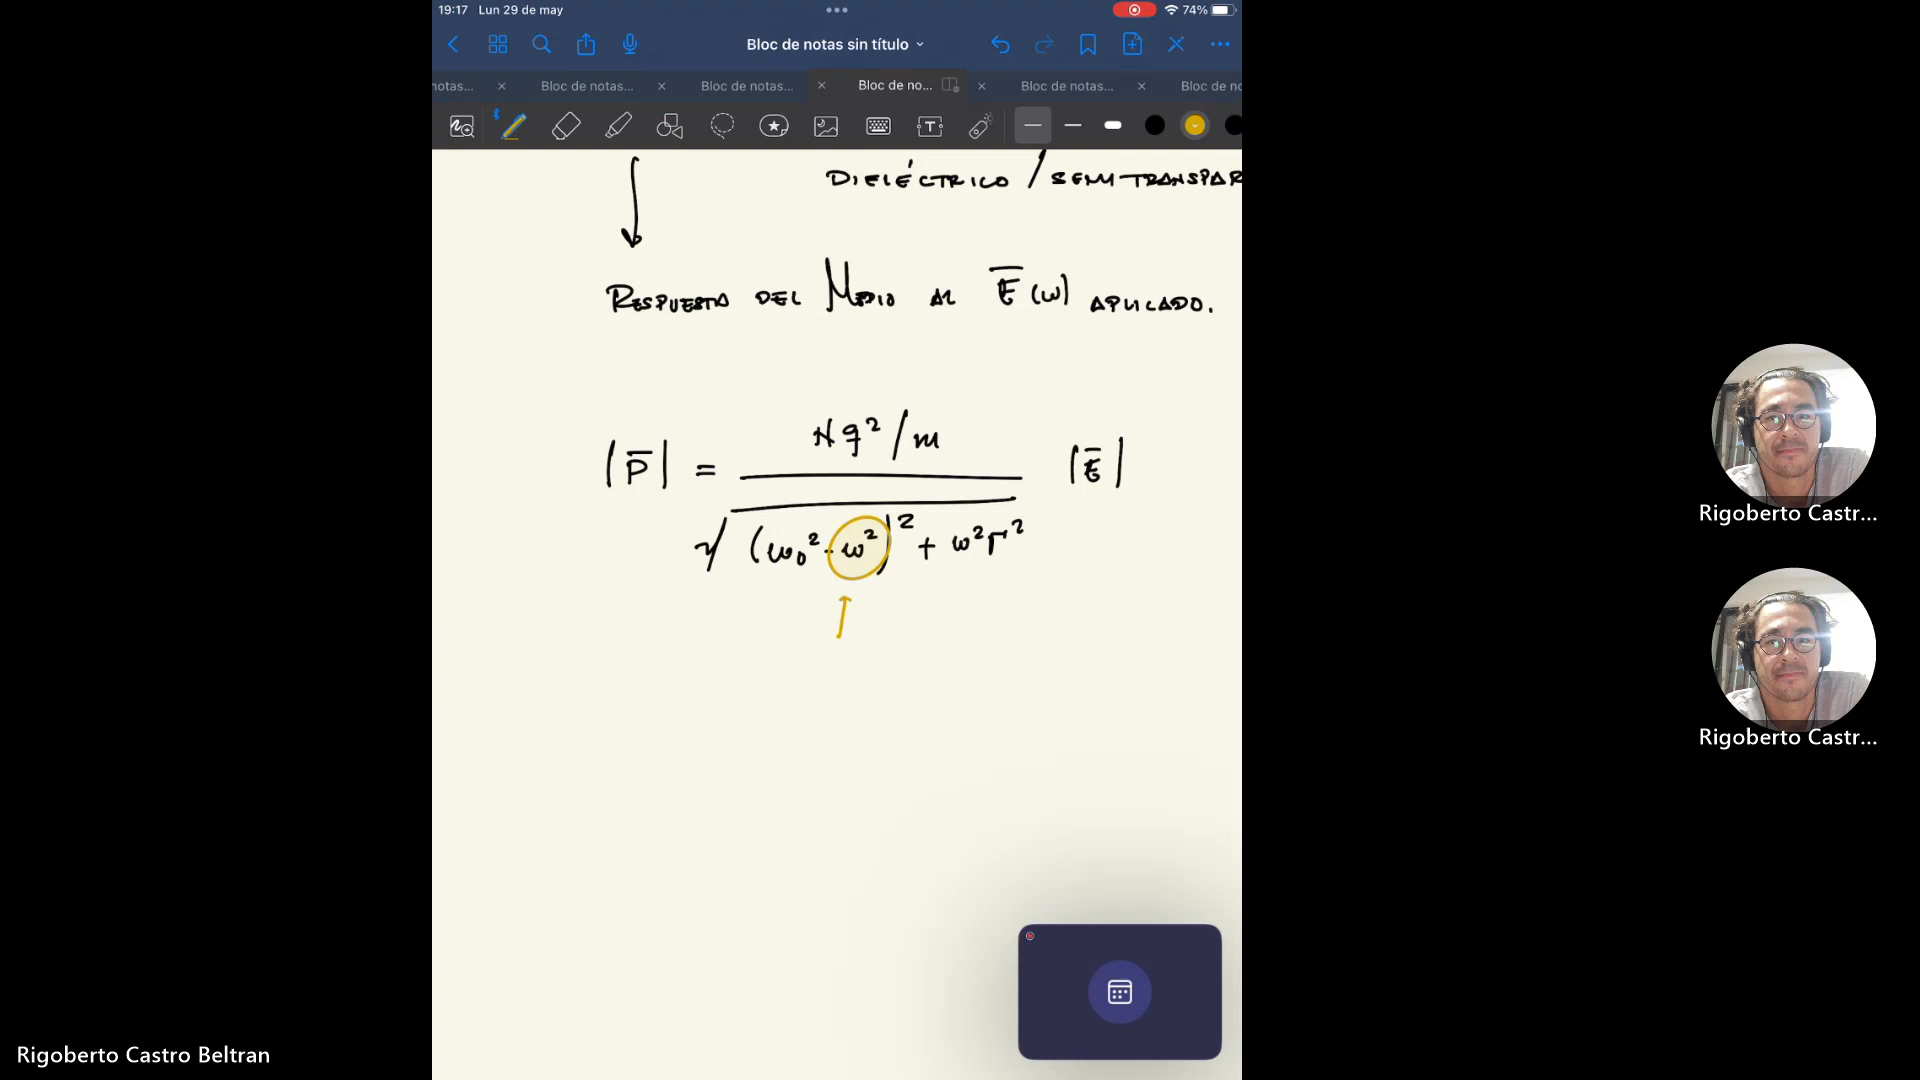 19:17 Lun 29 de may 74%
Bloc de notas sin título
notas... Bloc de notas... Bloc de notas... Bloc de no... Bloc de notas... Bloc de no
DIELÉCTRICO / SEMITRANSPAR
RESPUESTA DEL MEDIO AL E̅(ω) APLICADO.
Nq²/m
|P̅| = |E̅|
√(ω₀² - ω²)² + ω²Γ²
Rigoberto Castr...
Rigoberto Castr...
Rigoberto Castro Beltran